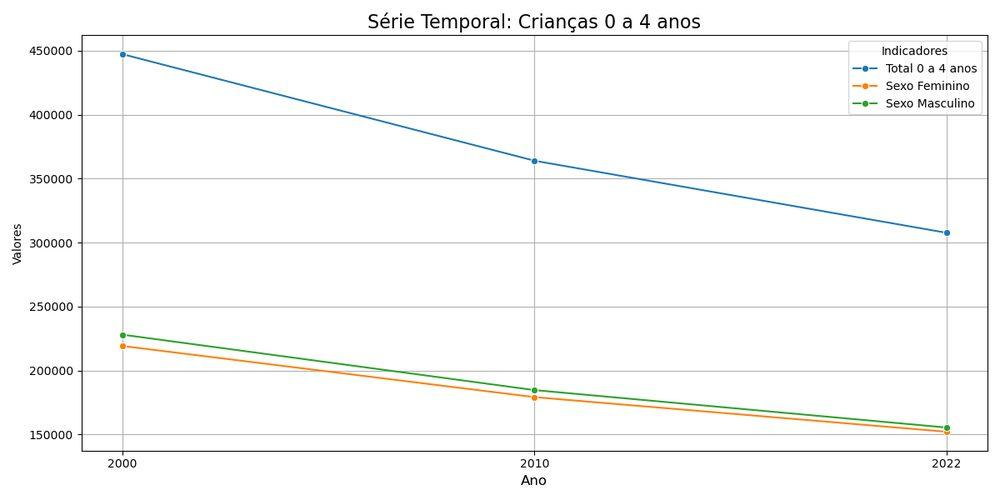 Série Temporal: Crianças 0 a 4 anos
Indicadores
Total 0 a 4 anos
Sexo Feminino
Sexo Masculino
450000
400000
350000
300000
250000
200000
150000
Valores
2000 2010 2022
Ano